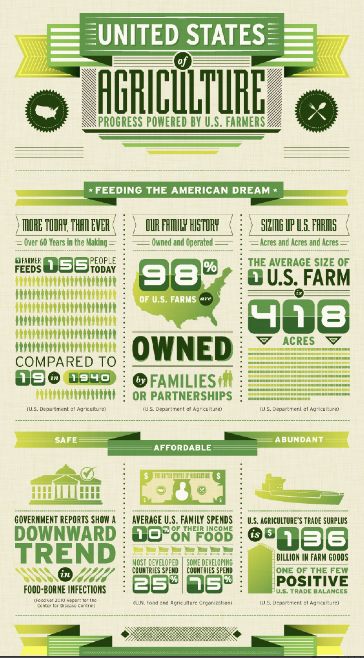 UNITED STATES
of
AGRICULTURE
PROGRESS POWERED BY U.S. FARMERS
FEEDING THE AMERICAN DREAM
MORE TODAY, THAN EVER
Over 60 Years in the Making
1 FARMER
FEEDS 155 PEOPLE
TODAY
COMPARED TO
19 in 1940
(U.S. Department of Agriculture)
OUR FAMILY HISTORY
Owned and Operated
98%
OF U.S. FARMS are
OWNED
by FAMILIES
OR PARTNERSHIPS
(U.S. Department of Agriculture)
SIZING UP U.S. FARMS
Acres and Acres and Acres
THE AVERAGE SIZE OF
1 U.S. FARM
is
418
ACRES
(U.S. Department of Agriculture)
SAFE
AFFORDABLE
ABUNDANT
GOVERNMENT REPORTS SHOW A
DOWNWARD
TREND
in
FOOD-BORNE INFECTIONS
(FoodNet 2010 Report for the
Center for Disease Control)
AVERAGE U.S. FAMILY SPENDS
10% OF THEIR INCOME
ON FOOD
MOST DEVELOPED
COUNTRIES SPEND
25%
SOME DEVELOPING
COUNTRIES SPEND
75%
(U.N. Food and Agriculture Organization)
U.S. AGRICULTURE'S TRADE SURPLUS
is $136
BILLION IN FARM GOODS
ONE OF THE FEW
POSITIVE
U.S. TRADE BALANCES
(U.S. Department of Agriculture)